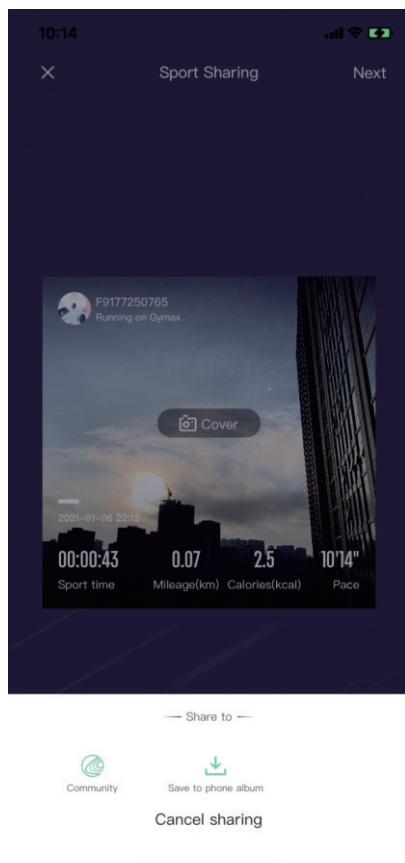 10:14
Sport Sharing
Next
F9177250765
Running on Gymax
Cover
2021-01-06 22:12
00:00:43 0.07 2.5 10'14"
Sport time Mileage(km) Calories(kcal) Pace
Share to
Community Save to phone album
Cancel sharing